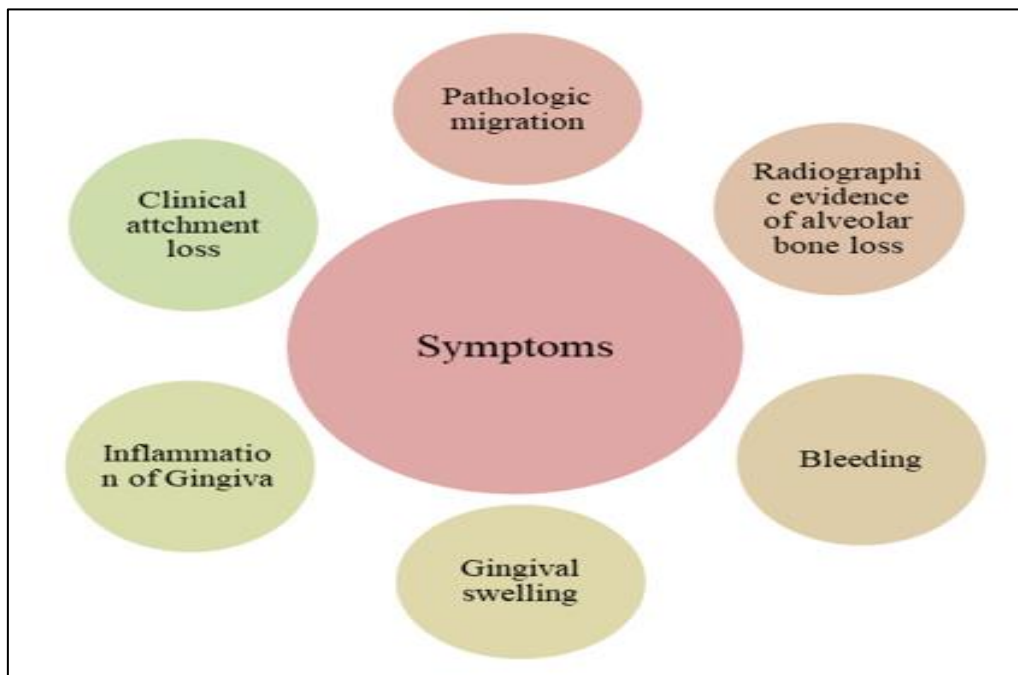 Pathologic
migration
Radiographi
c evidence
of alveolar
bone loss
Bleeding
Gingival
swelling
Inflammatio
n of Gingiva
Clinical
attchment
loss
Symptoms